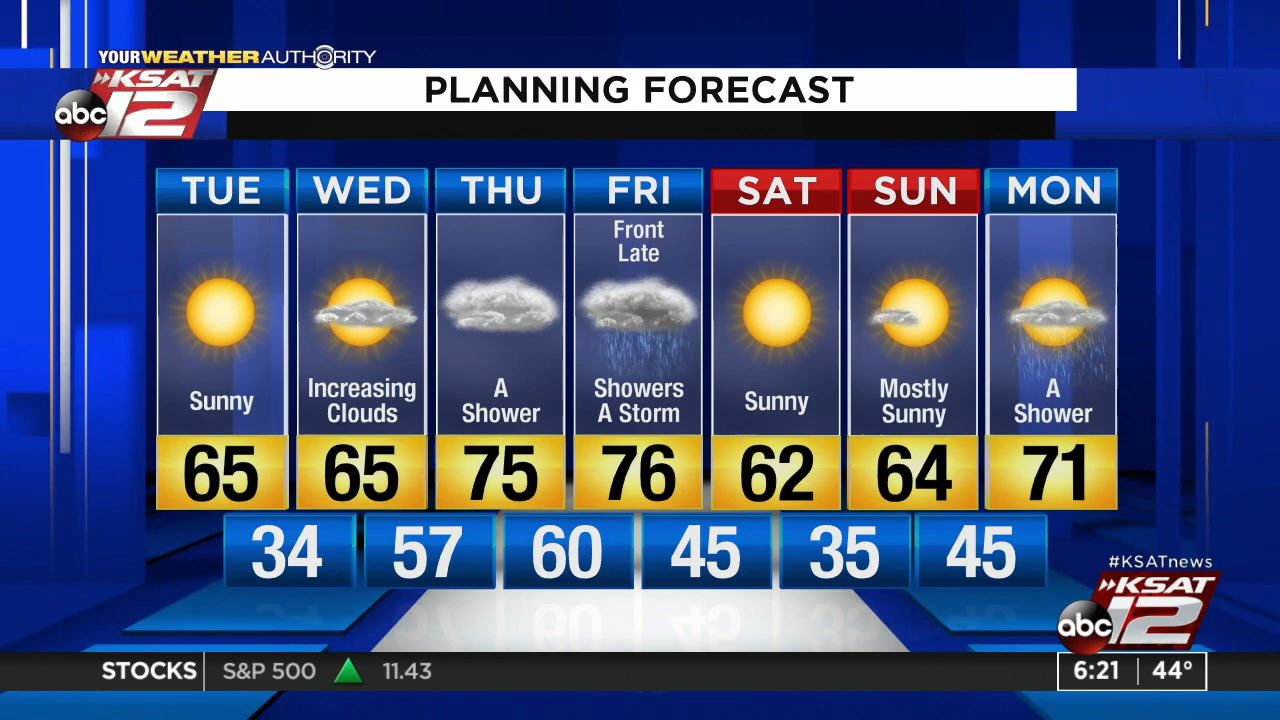 YOURWEATHERAUTHORITY
KSAT
abc 12
PLANNING FORECAST
TUE WED THU FRI SAT SUN MON
Front
Late
Sunny
Increasing
Clouds
A
Shower
Showers
A Storm
Sunny
Mostly
Sunny
A
Shower
65 65 75 76 62 64 71
34 57 60 45 35 45
#KSATnews
KSAT
abc 12
STOCKS S&P 500 11.43
6:21 44°